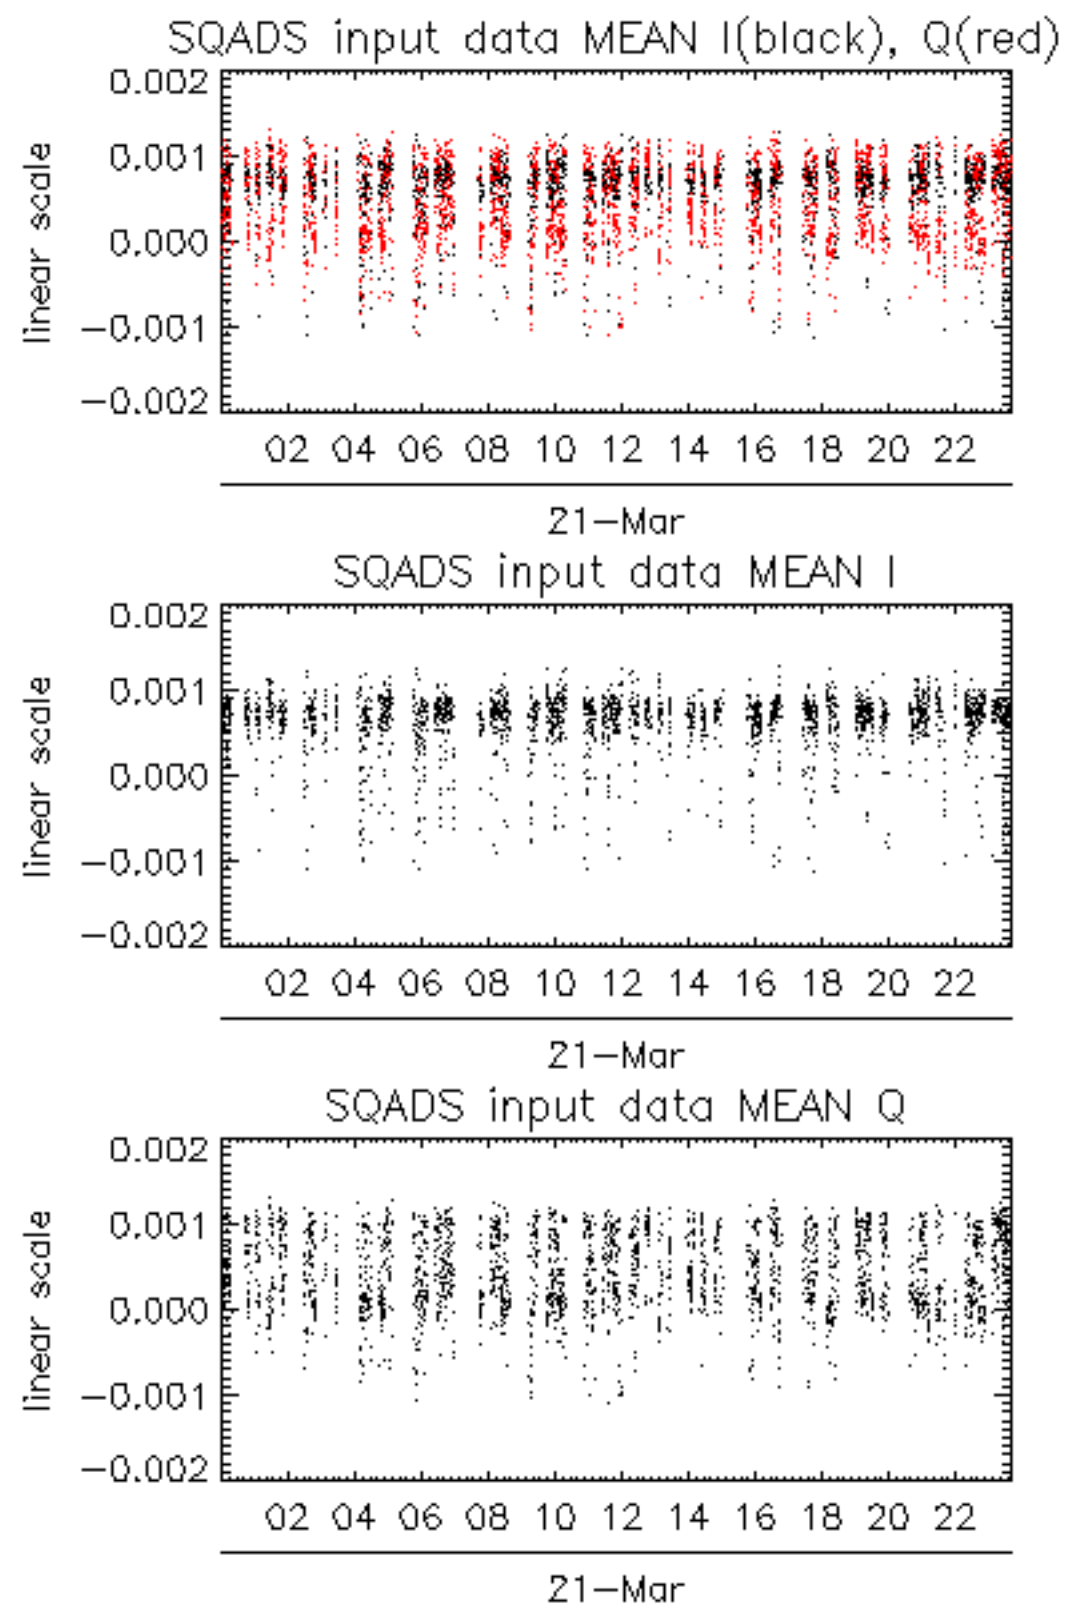 SQADS input data MEAN I(black), Q(red)
0.002
0.001
0.000
−0.001
−0.002
linear scale
02 04 06 08 10 12 14 16 18 20 22
21−Mar
SQADS input data MEAN I
0.002
0.001
0.000
−0.001
−0.002
linear scale
02 04 06 08 10 12 14 16 18 20 22
21−Mar
SQADS input data MEAN Q
0.002
0.001
0.000
−0.001
−0.002
linear scale
02 04 06 08 10 12 14 16 18 20 22
21−Mar